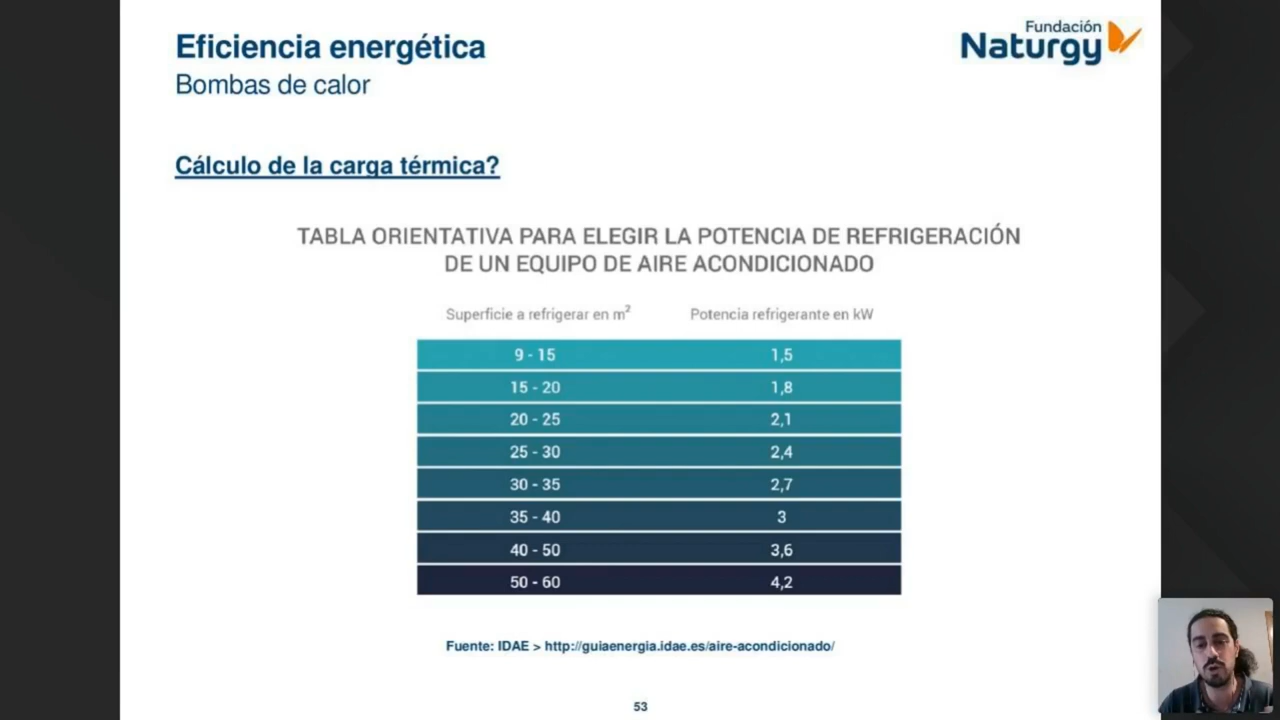 Eficiencia energética
Bombas de calor
Fundación
Naturgy
Cálculo de la carga térmica?
TABLA ORIENTATIVA PARA ELEGIR LA POTENCIA DE REFRIGERACIÓN
DE UN EQUIPO DE AIRE ACONDICIONADO
Superficie a refrigerar en m² Potencia refrigerante en kW
9 - 15 1,5
15 - 20 1,8
20 - 25 2,1
25 - 30 2,4
30 - 35 2,7
35 - 40 3
40 - 50 3,6
50 - 60 4,2
Fuente: IDAE > http://guiaenergia.idae.es/aire-acondicionado/
53